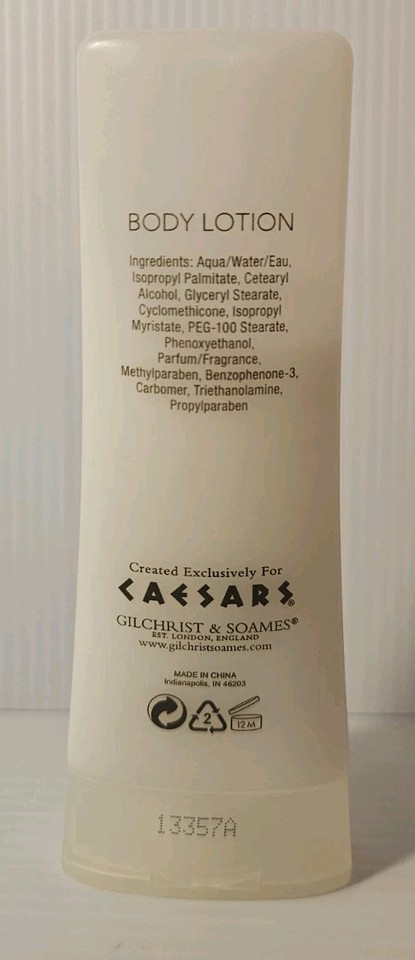 BODY LOTION
Ingredients: Aqua/Water/Eau,
Isopropyl Palmitate, Cetearyl
Alcohol, Glyceryl Stearate,
Cyclomethicone, Isopropyl
Myristate, PEG-100 Stearate,
Phenoxyethanol,
Parfum/Fragrance,
Methylparaben, Benzophenone-3,
Carbomer, Triethanolamine,
Propylparaben
Created Exclusively For
CAESARS®
GILCHRIST & SOAMES®
EST. LONDON, ENGLAND
www.gilchristsoames.com
MADE IN CHINA
Indianapolis, IN 46203
2 12 M
13357A